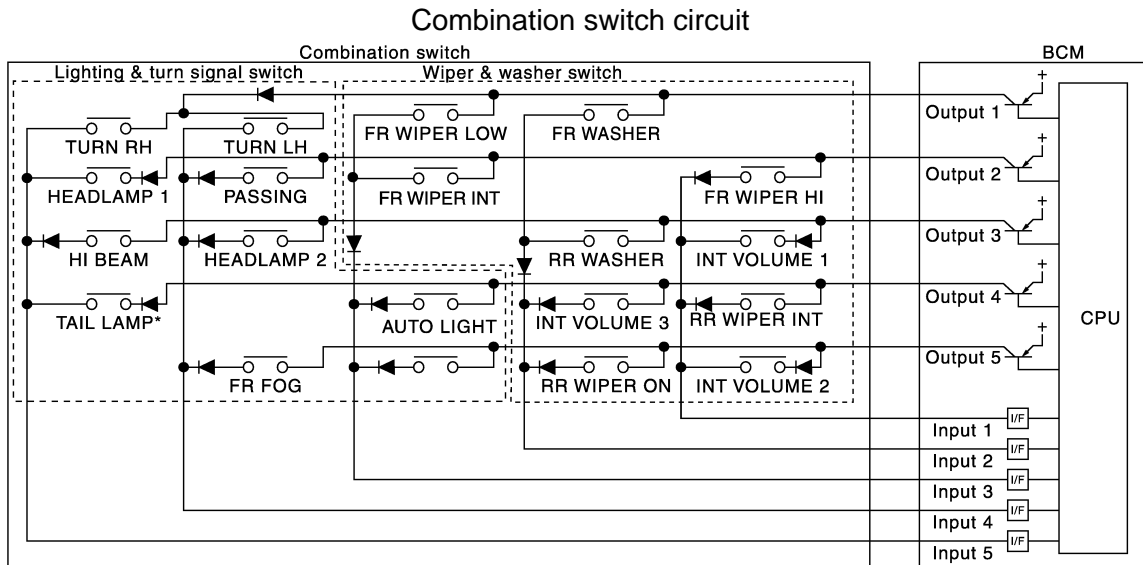 Combination switch circuit
Combination switch
BCM
Lighting & turn signal switch
Wiper & washer switch
+
Output 1
TURN RH
TURN LH
FR WIPER LOW
FR WASHER
+
Output 2
HEADLAMP 1
PASSING
FR WIPER INT
FR WIPER HI
+
Output 3
HI BEAM
HEADLAMP 2
RR WASHER
INT VOLUME 1
+
Output 4
TAIL LAMP*
AUTO LIGHT
INT VOLUME 3
RR WIPER INT
CPU
+
Output 5
FR FOG
RR WIPER ON
INT VOLUME 2
Input 1
I/F
Input 2
I/F
Input 3
I/F
Input 4
I/F
Input 5
I/F